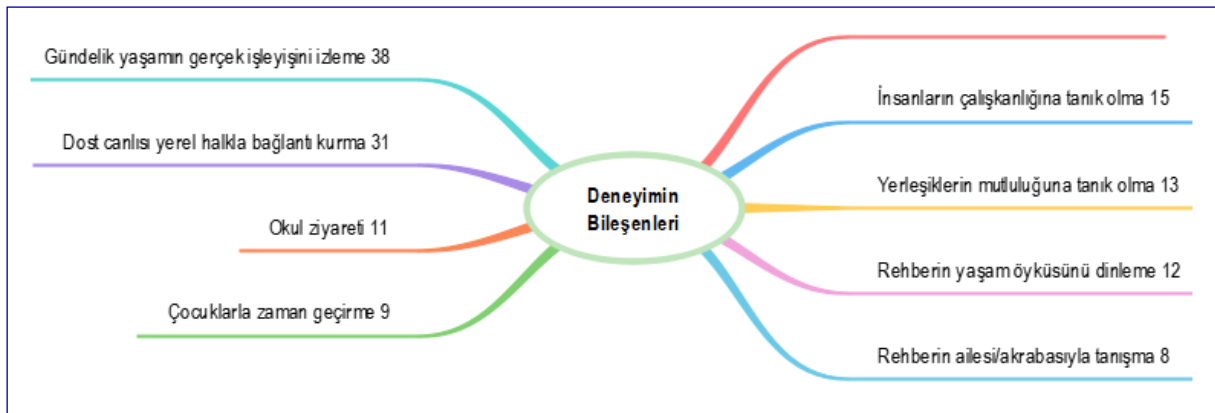 Gündelik yaşamın gerçek işleyişini izleme 38
Dost canlısı yerel halkla bağlantı kurma 31
Okul ziyareti 11
Çocuklarla zaman geçirme 9
Deneyimin
Bileşenleri
İnsanların çalışkanlığına tanık olma 15
Yerleşiklerin mutluluğuna tanık olma 13
Rehberin yaşam öyküsünü dinleme 12
Rehberin ailesi/akrabasıyla tanışma 8